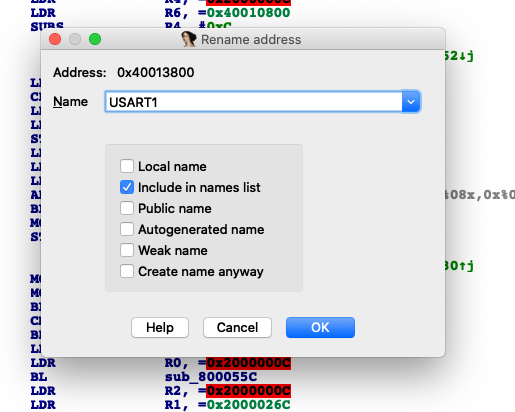 LDR R6, =0x40010800
SUBS R4, #0xC
Rename address
52↓j
Address: 0x40013800
Name USART1
Local name
Include in names list
%08x,0x%0
Public name
Autogenerated name
Weak name
30↑j
Create name anyway
Help Cancel OK
LDR R0, =0x2000000C
BL sub_800055C
LDR R2, =0x2000000C
LDR R1, =0x2000026C